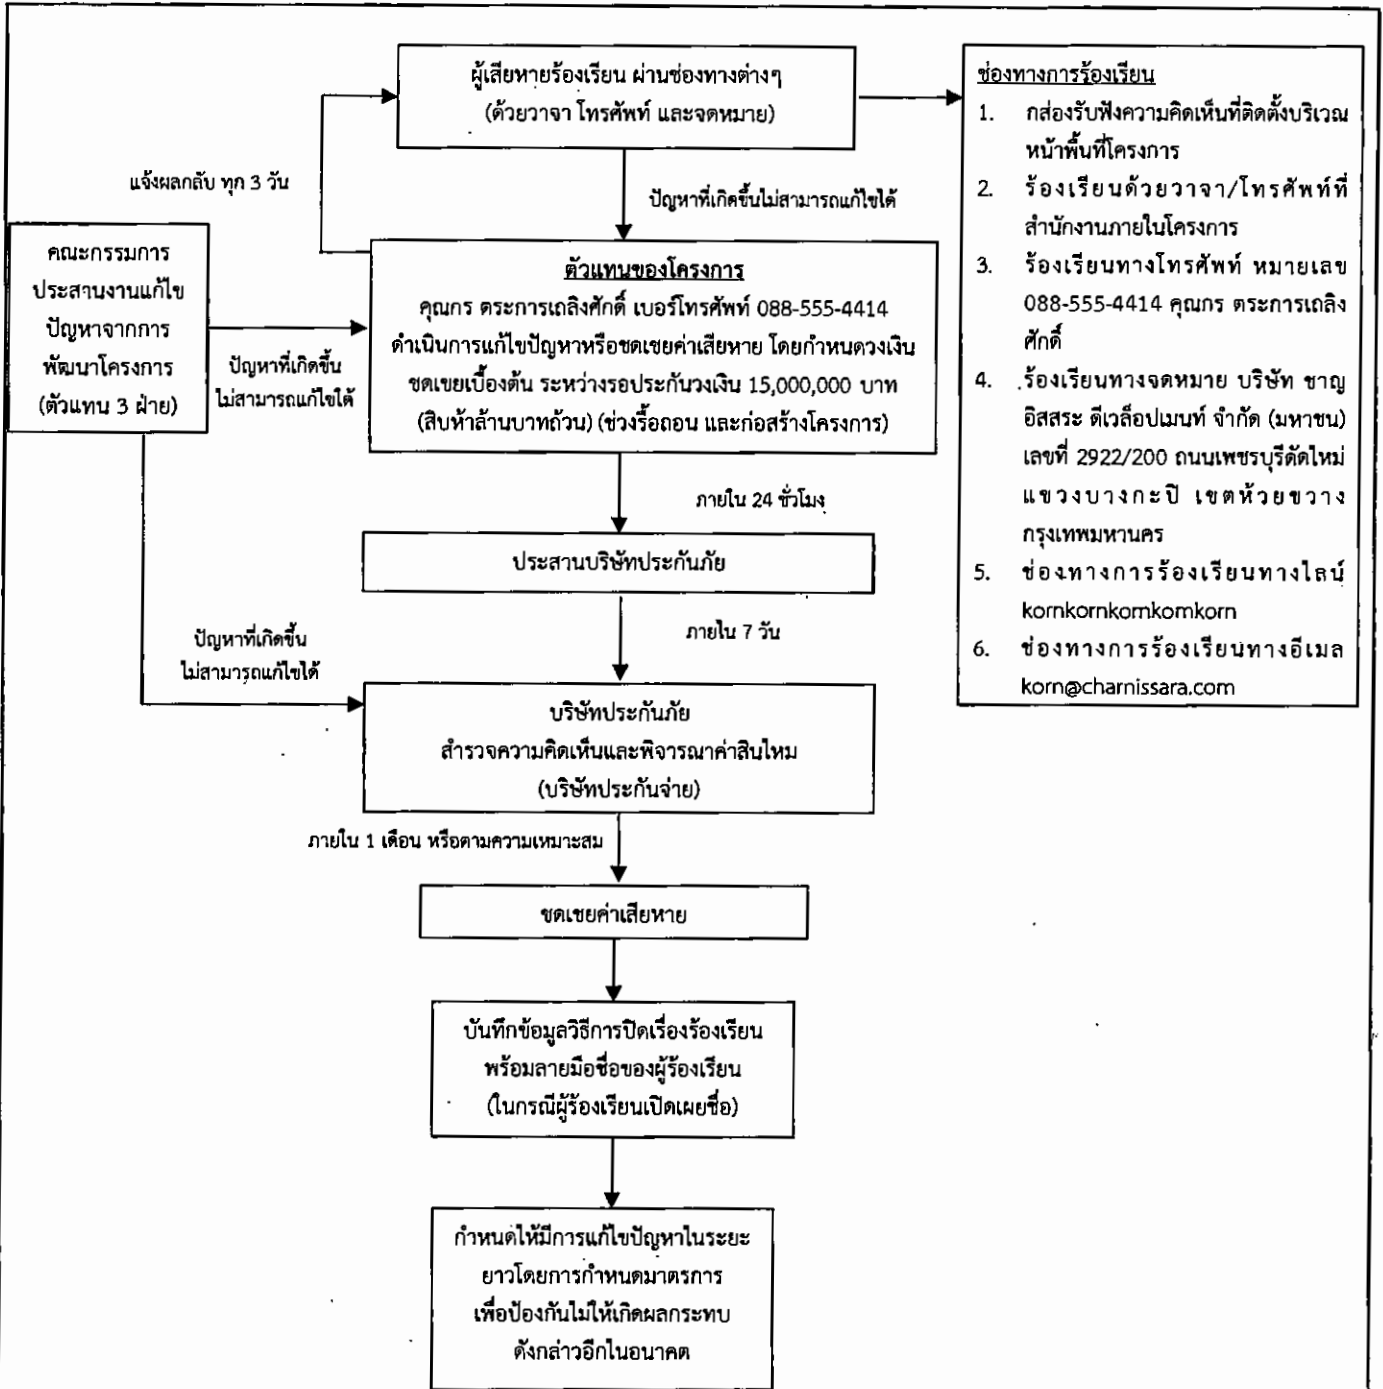 ผู้เสียหายร้องเรียน ผ่านช่องทางต่างๆ
(ด้วยวาจา โทรศัพท์ และจดหมาย)
ช่องทางการร้องเรียน
1. กล่องรับฟังความคิดเห็นที่ติดตั้งบริเวณ
หน้าพื้นที่โครงการ
2. ร้องเรียนด้วยวาจา/โทรศัพท์ที่
สำนักงานภายในโครงการ
3. ร้องเรียนทางโทรศัพท์ หมายเลข
088-555-4414 คุณกร ตระการเถลิง
ศักดิ์
4. ร้องเรียนทางจดหมาย บริษัท ชาญ
อิสสระ ดีเวล็อปเมนท์ จำกัด (มหาชน)
เลขที่ 2922/200 ถนนเพชรบุรีตัดใหม่
แขวงบางกะปิ เขตห้วยขวาง
กรุงเทพมหานคร
5. ช่องทางการร้องเรียนทางไลน์
kornkornkornkornkorn
6. ช่องทางการร้องเรียนทางอีเมล
korn@charnissara.com
แจ้งผลกลับ ทุก 3 วัน
ปัญหาที่เกิดขึ้นไม่สามารถแก้ไขได้
คณะกรรมการ
ประสานงานแก้ไข
ปัญหาจากการ
พัฒนาโครงการ
(ตัวแทน 3 ฝ่าย)
ปัญหาที่เกิดขึ้น
ไม่สามารถแก้ไขได้
ตัวแทนของโครงการ
คุณกร ตระการเถลิงศักดิ์ เบอร์โทรศัพท์ 088-555-4414
ดำเนินการแก้ไขปัญหาหรือชดเชยค่าเสียหาย โดยกำหนดวงเงิน
ชดเชยเบื้องต้น ระหว่างรอประกันวงเงิน 15,000,000 บาท
(สิบห้าล้านบาทถ้วน) (ช่วงรื้อถอน และก่อสร้างโครงการ)
ภายใน 24 ชั่วโมง
ประสานบริษัทประกันภัย
ภายใน 7 วัน
ปัญหาที่เกิดขึ้น
ไม่สามารถแก้ไขได้
บริษัทประกันภัย
สำรวจความคิดเห็นและพิจารณาค่าสินไหม
(บริษัทประกันจ่าย)
ภายใน 1 เดือน หรือตามความเหมาะสม
ชดเชยค่าเสียหาย
บันทึกข้อมูลวิธีการปิดเรื่องร้องเรียน
พร้อมลายมือชื่อของผู้ร้องเรียน
(ในกรณีผู้ร้องเรียนเปิดเผยชื่อ)
กำหนดให้มีการแก้ไขปัญหาในระยะ
ยาวโดยการกำหนดมาตรการ
เพื่อป้องกันไม่ให้เกิดผลกระทบ
ดังกล่าวอีกในอนาคต